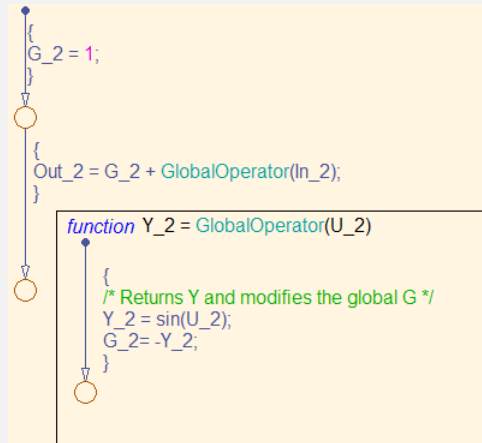 {
G_2 = 1;
}
{
Out_2 = G_2 + GlobalOperator(In_2);
}
function Y_2 = GlobalOperator(U_2)
{
/* Returns Y and modifies the global G */
Y_2 = sin(U_2);
G_2= -Y_2;
}